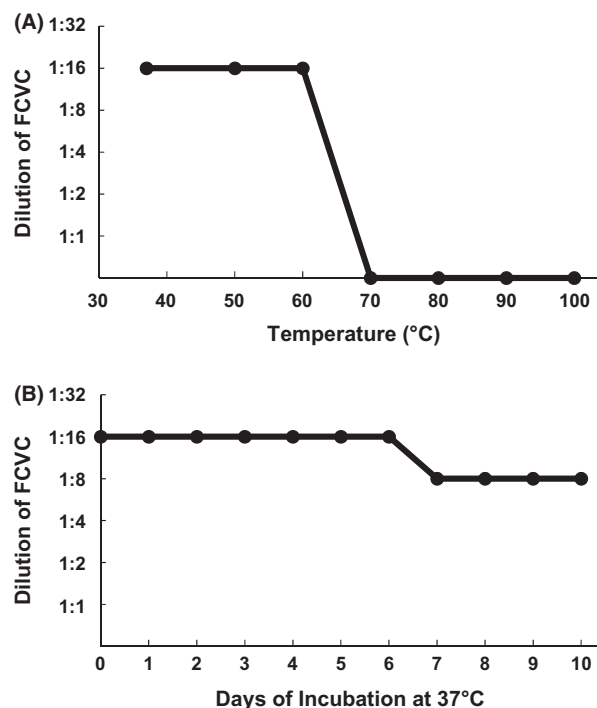 (A)
1:32
1:16
1:8
1:4
1:2
1:1
Dilution of FCVC
30 40 50 60 70 80 90 100
Temperature (°C)
(B)
1:32
1:16
1:8
1:4
1:2
1:1
Dilution of FCVC
0 1 2 3 4 5 6 7 8 9 10
Days of Incubation at 37°C